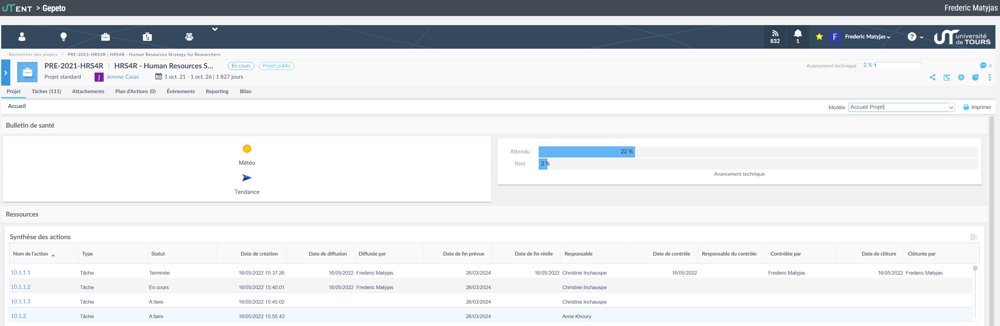 UT ENT > Gepeto
Frederic Matyjas
832
1
F
Frederic Matyjas
?
université
de TOURS
Rechercher des projets > PRE-2021-HRS4R | HRS4R - Human Resources Strategy for Researchers
PRE-2021-HRS4R | HRS4R - Human Resources S...
En cours
Projet public
Avancement technique 2 %
4
Projet standard
J
Jerome Casas
1 oct. 21 - 1 oct. 26 | 1 827 jours
Projet Tâches (111) Attachements Plan d'Actions (0) Évènements Reporting Bilan
Accueil
Modèle: Accueil Projet
Imprimer
Bulletin de santé
Météo
Tendance
Attendu 22 %
Réel 2 %
Avancement technique
Ressources
Synthèse des actions
Nom de l'action Type Statut Date de création Date de diffusion Diffusée par Date de fin prévue Date de fin réelle Responsable Date de contrôle Responsable du contrôle Contrôlée par Date de clôture Clôturée par
10.1.1.1 Tâche Terminée 16/05/2022 15:37:26 16/05/2022 Frederic Matyjas 26/03/2024 16/05/2022 Christine Inchauspe 16/05/2022 Frederic Matyjas 16/05/2022 Frederic Matyjas
10.1.1.2 Tâche En cours 16/05/2022 15:40:01 16/05/2022 Frederic Matyjas 26/03/2024 Christine Inchauspe
10.1.1.3 Tâche A faire 16/05/2022 15:45:02 26/03/2024 Christine Inchauspe
10.1.2 Tâche A faire 16/05/2022 15:55:43 26/03/2024 Anne Khoury